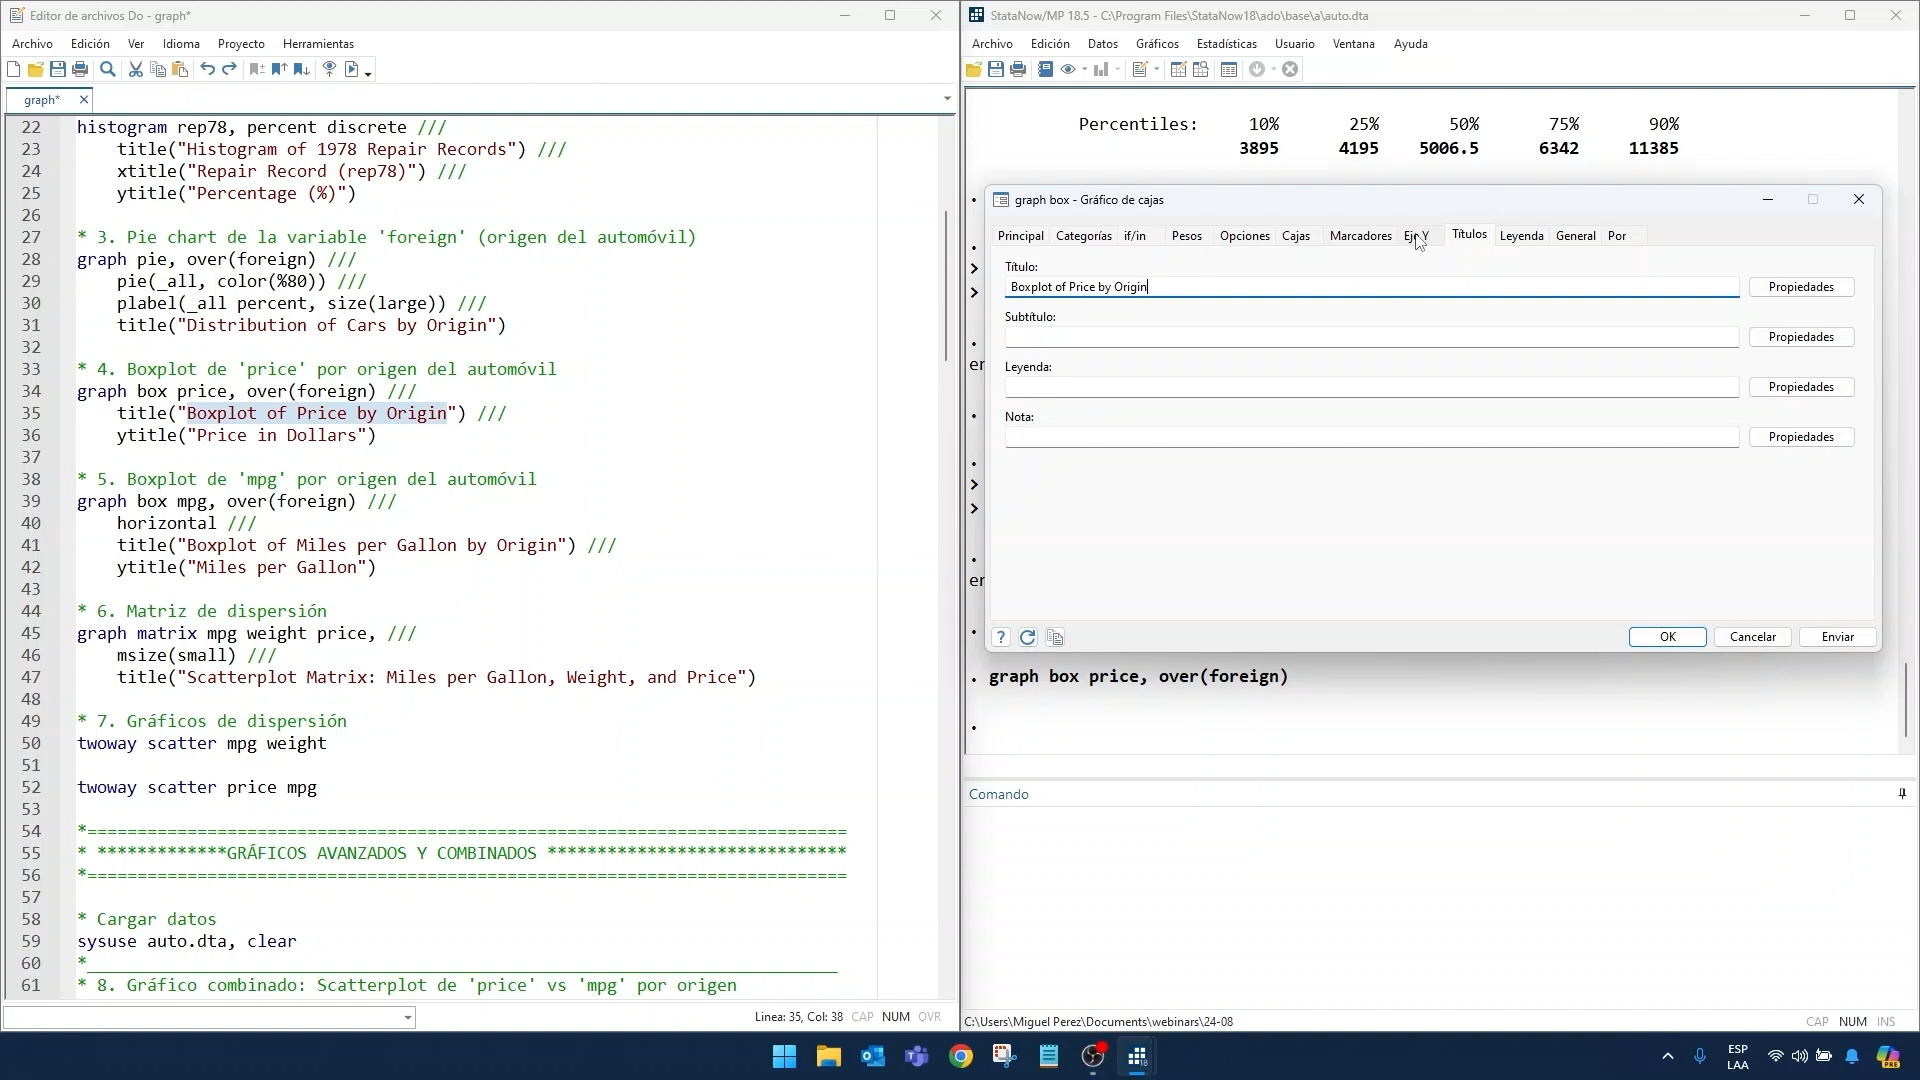 Editor de archivos Do - graph*
Archivo Edición Ver Idioma Proyecto Herramientas
graph*
22 histogram rep78, percent discrete ///
23 title("Histogram of 1978 Repair Records") ///
24 xtitle("Repair Record (rep78)") ///
25 ytitle("Percentage (%)")
26
27 * 3. Pie chart de la variable 'foreign' (origen del automóvil)
28 graph pie, over(foreign) ///
29 pie(_all, color(%80)) ///
30 plabel(_all percent, size(large)) ///
31 title("Distribution of Cars by Origin")
32
33 * 4. Boxplot de 'price' por origen del automóvil
34 graph box price, over(foreign) ///
35 title("Boxplot of Price by Origin") ///
36 ytitle("Price in Dollars")
37
38 * 5. Boxplot de 'mpg' por origen del automóvil
39 graph box mpg, over(foreign) ///
40 horizontal ///
41 title("Boxplot of Miles per Gallon by Origin") ///
42 ytitle("Miles per Gallon")
43
44 * 6. Matriz de dispersión
45 graph matrix mpg weight price, ///
46 msize(small) ///
47 title("Scatterplot Matrix: Miles per Gallon, Weight, and Price")
48
49 * 7. Gráficos de dispersión
50 twoway scatter mpg weight
51
52 twoway scatter price mpg
53
54 *============================================================================
55 * *************GRÁFICOS AVANZADOS Y COMBINADOS ******************************
56 *============================================================================
57
58 * Cargar datos
59 sysuse auto.dta, clear
60 *___________________________________________________________________________
61 * 8. Gráfico combinado: Scatterplot de 'price' vs 'mpg' por origen
Linea: 35, Col: 38 CAP NUM OVR
StataNow/MP 18.5 - C:\Program Files\StataNow18\ado\base\a\auto.dta
Archivo Edición Datos Gráficos Estadísticas Usuario Ventana Ayuda
Percentiles: 10% 25% 50% 75% 90%
3895 4195 5006.5 6342 11385
graph box - Gráfico de cajas
Principal Categorías if/in Pesos Opciones Cajas Marcadores Eje Y Títulos Leyenda General Por
Título:
Boxplot of Price by Origin Propiedades
Subtítulo:
Propiedades
Leyenda:
Propiedades
Nota:
Propiedades
? OK Cancelar Enviar
. graph box price, over(foreign)
.
Comando
C:\Users\Miguel Perez\Documents\webinars\24-08 CAP NUM INS
ESP
LAA